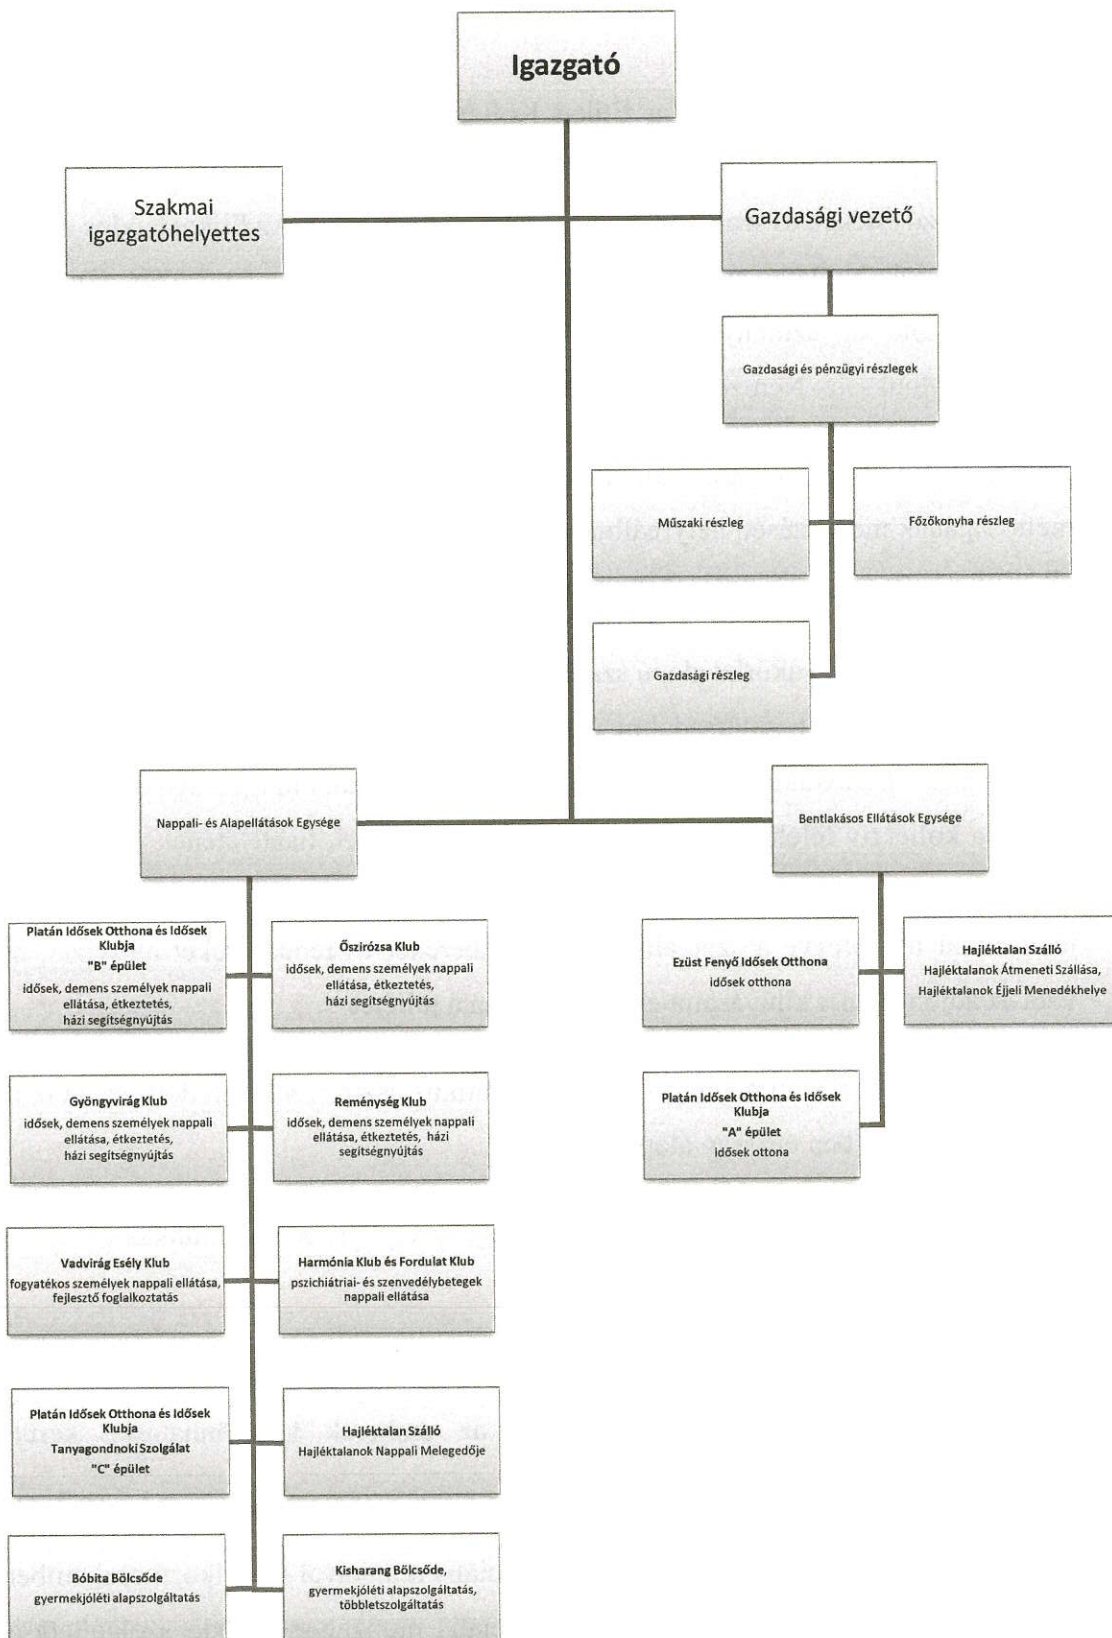 Igazgató
Szakmai
igazgatóhelyettes
Gazdasági vezető
Gazdasági és pénzügyi részlegek
Műszaki részleg
Főzőkonyha részleg
Gazdasági részleg
Nappali- és Alapellátások Egysége
Bentlakásos Ellátások Egysége
Platán Idősek Otthona és Idősek
Klubja
"B" épület
idősek, demens személyek nappali
ellátása, étkeztetés,
házi segítségnyújtás
Őszirózsa Klub
idősek, demens személyek nappali
ellátása, étkeztetés,
házi segítségnyújtás
Ezüst Fenyő Idősek Otthona
idősek otthona
Hajléktalan Szálló
Hajléktalanok Átmeneti Szállása,
Hajléktalanok Éjjeli Menedékhelye
Gyöngyvirág Klub
idősek, demens személyek nappali
ellátása, étkeztetés,
házi segítségnyújtás
Reménység Klub
idősek, demens személyek nappali
ellátása, étkeztetés, házi
segítségnyújtás
Platán Idősek Otthona és Idősek
Klubja
"A" épület
idősek ottona
Vadvirág Esély Klub
fogyatékos személyek nappali ellátása,
fejlesztő foglalkoztatás
Harmónia Klub és Fordulat Klub
pszichiátriai- és szenvedélybetegek
nappali ellátása
Platán Idősek Otthona és Idősek
Klubja
Tanyagondnoki Szolgálat
"C" épület
Hajléktalan Szálló
Hajléktalanok Nappali Melegedője
Bóbita Bölcsőde
gyermekjóléti alapszolgáltatás
Kisharang Bölcsőde,
gyermekjóléti alapszolgáltatás,
többletszolgáltatás